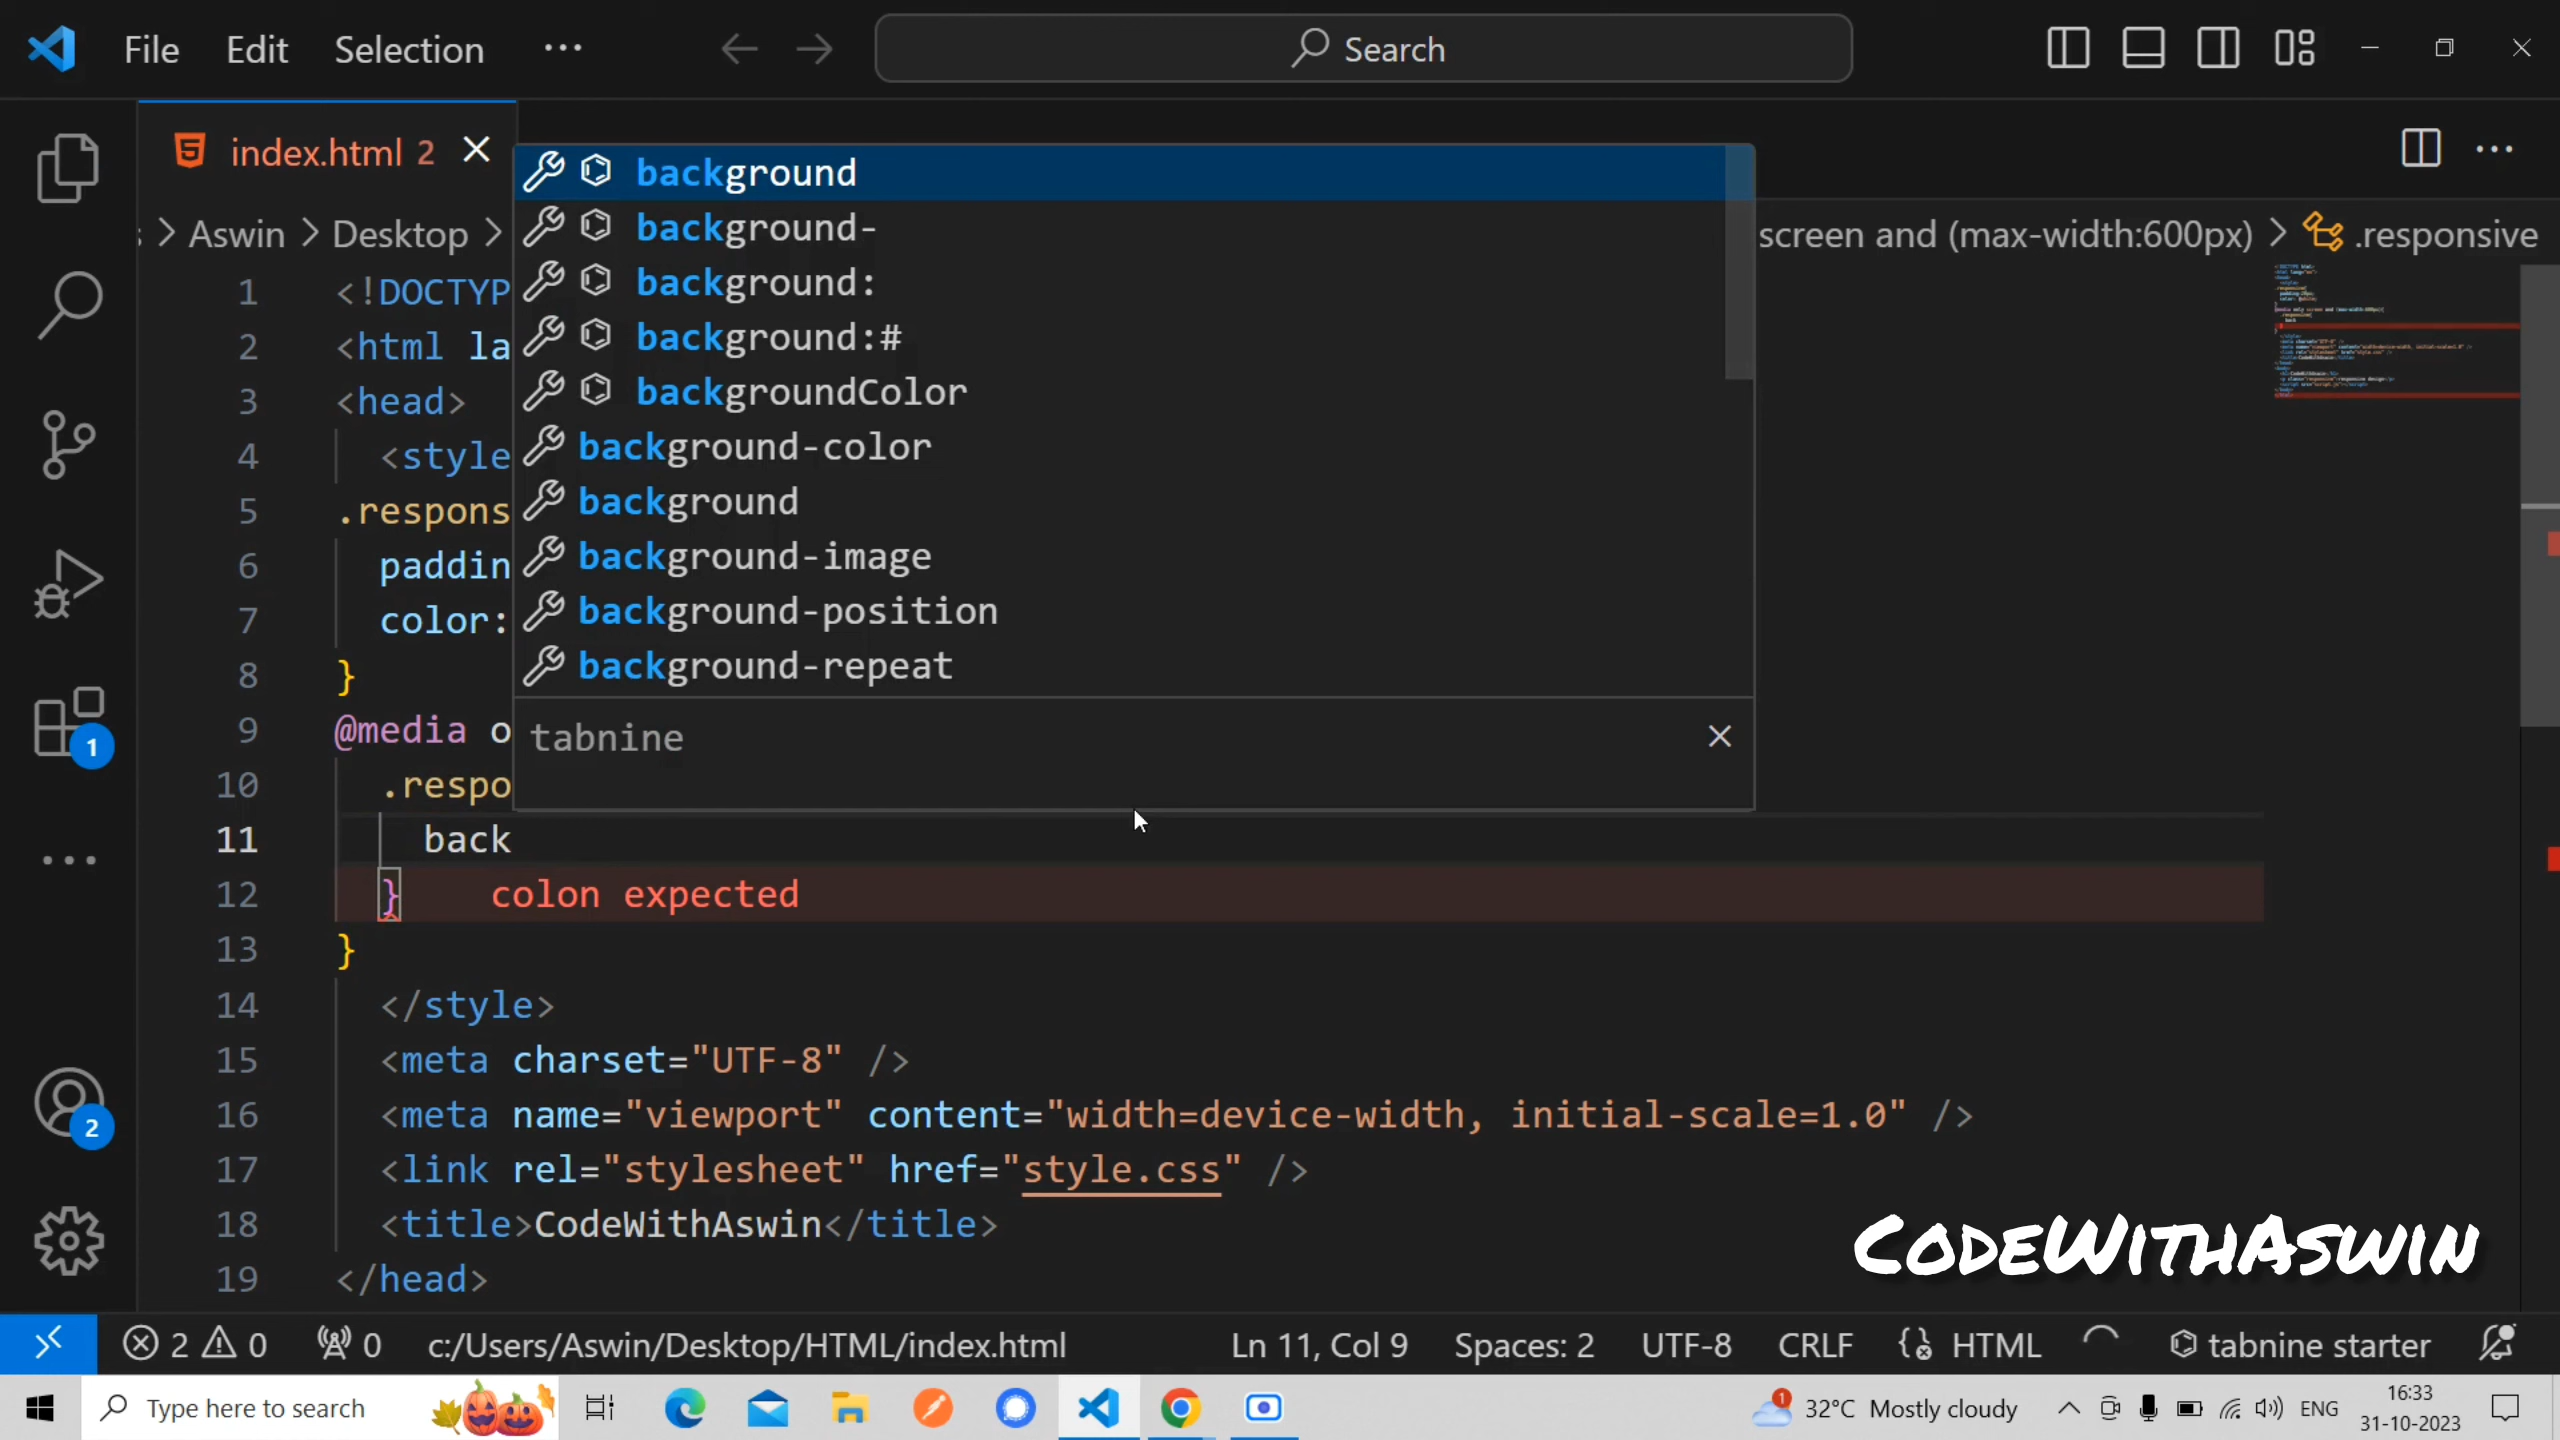 File Edit Selection ··· Search
index.html 2
background
background-
background:
background:#
backgroundColor
background-color
background
background-image
background-position
background-repeat
tabnine
> Aswin > Desktop >
screen and (max-width:600px) > .responsive
1 <!DOCTYP
2 <html la
3 <head>
4 <style
5 .respons
6 paddin
7 color:
8 }
9 @media o
10 .respo
11 back
12 } colon expected
13 }
14 </style>
15 <meta charset="UTF-8" />
16 <meta name="viewport" content="width=device-width, initial-scale=1.0" />
17 <link rel="stylesheet" href="style.css" />
18 <title>CodeWithAswin</title>
19 </head>
1
2
CodeWithAswin
2 0 0 c:/Users/Aswin/Desktop/HTML/index.html Ln 11, Col 9 Spaces: 2 UTF-8 CRLF HTML tabnine starter
Type here to search 1 32°C Mostly cloudy ENG 16:33
31-10-2023